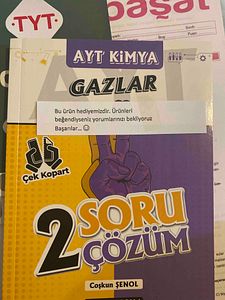 TYT
başat
AYT KİMYA
GAZLAR
Bu ürün hediyemizdir. Ürünleri
beğendiyseniz yorumlarınızı bekliyoruz
Başarılar... ☺
Çek Kopart
2 SORU
ÇÖZÜM
Coşkun ŞENOL